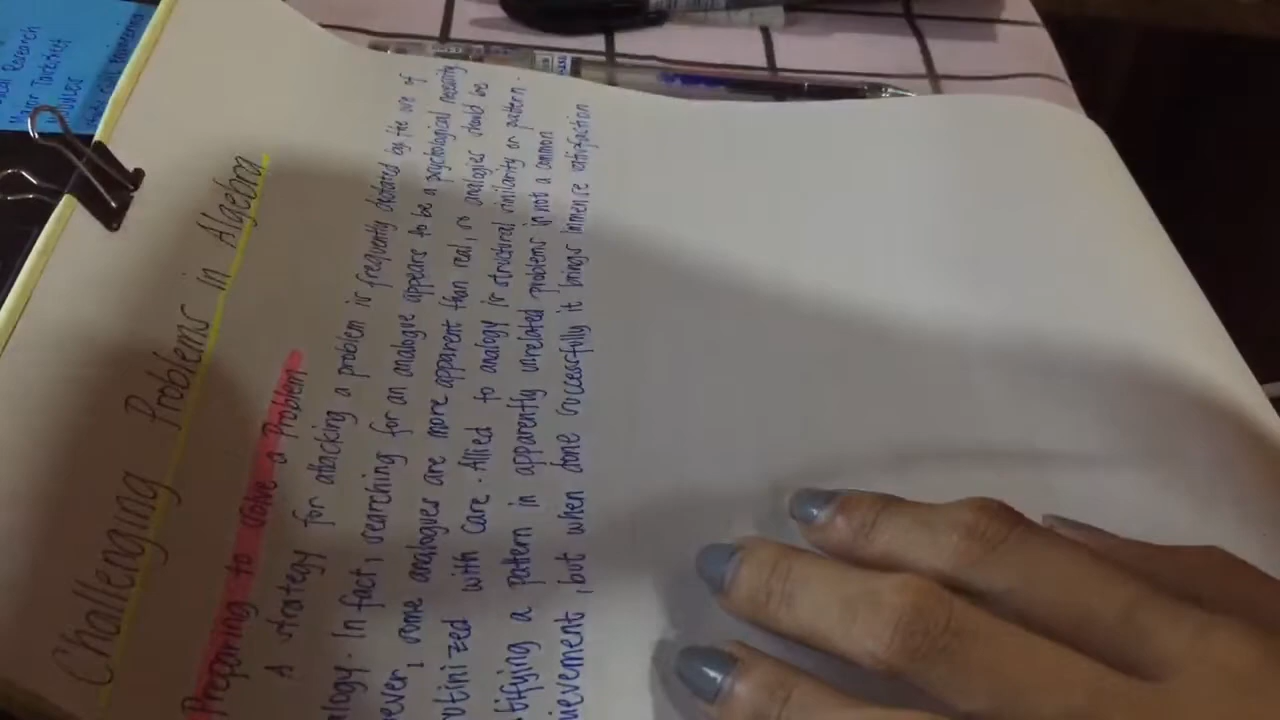 Major Taresheet
Modules
Challenging Problems in Algebra
Preparing to solve a Problem
A strategy for attacking a problem is frequently dictated by the use of
alogy. In fact, searching for an analogue appears to be a psychological necessity
ever, some analogues are more apparent than real, so analogies should be
utinized with care. Allied to analogy is structural similarity or pattern.
tifying a pattern in apparently unrelated problems is not a common
ievement, but when done successfully it brings immense satisfaction